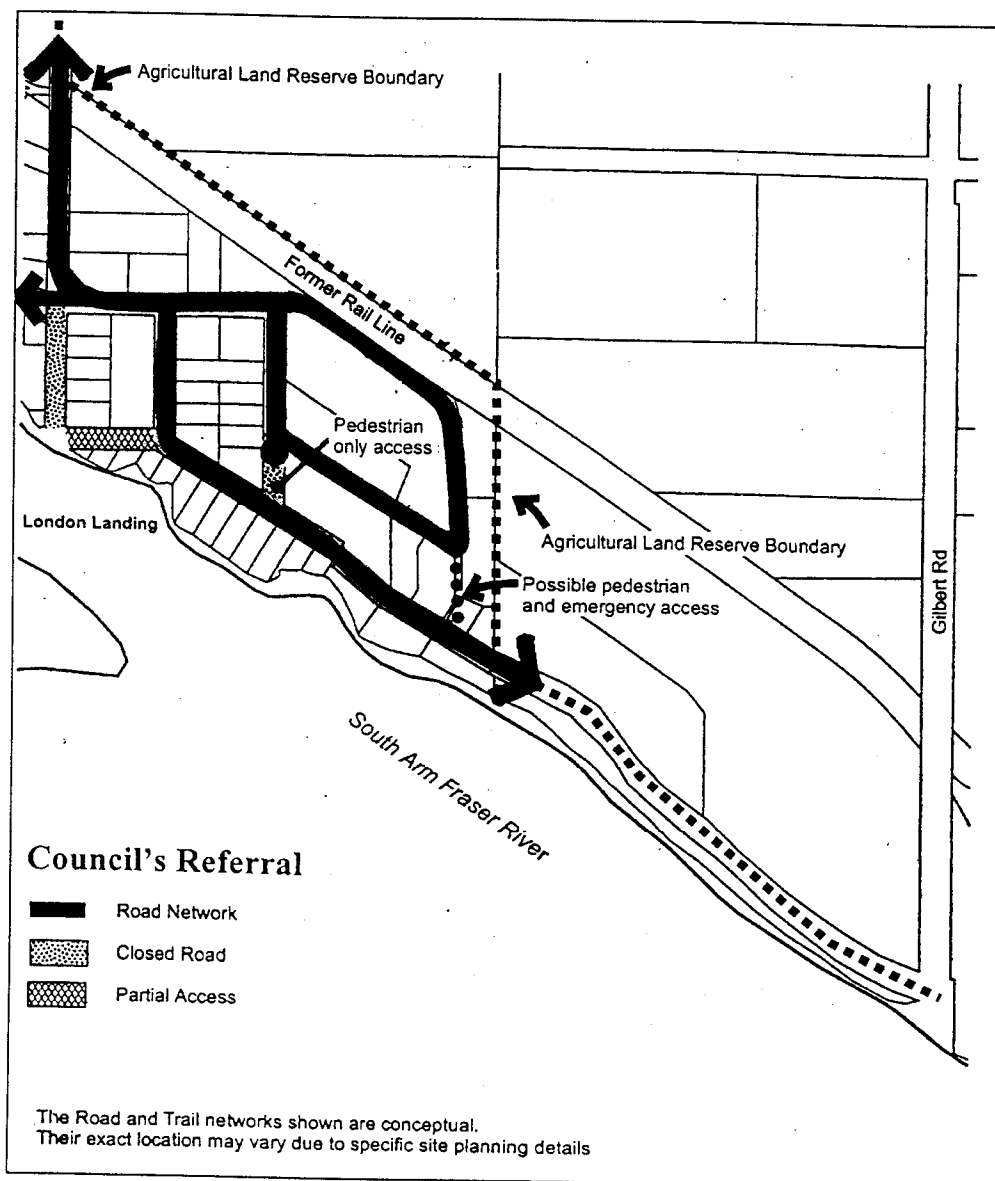 Agricultural Land Reserve Boundary
Former Rail Line
Pedestrian
only access
London Landing
Agricultural Land Reserve Boundary
Possible pedestrian
and emergency access
Gilbert Rd
South Arm Fraser River
Council's Referral
Road Network
Closed Road
Partial Access
The Road and Trail networks shown are conceptual.
Their exact location may vary due to specific site planning details